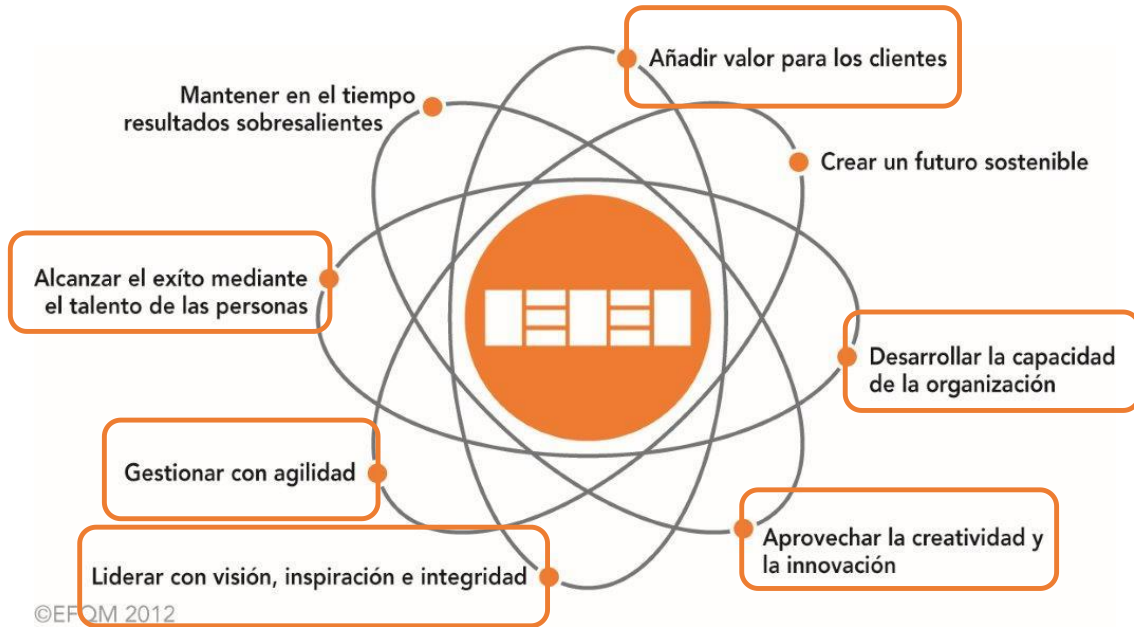 Añadir valor para los clientes
Mantener en el tiempo
resultados sobresalientes
Crear un futuro sostenible
Alcanzar el exíto mediante
el talento de las personas
Desarrollar la capacidad
de la organización
Gestionar con agilidad
Aprovechar la creatividad y
la innovación
Liderar con visión, inspiración e integridad
©EFQM 2012